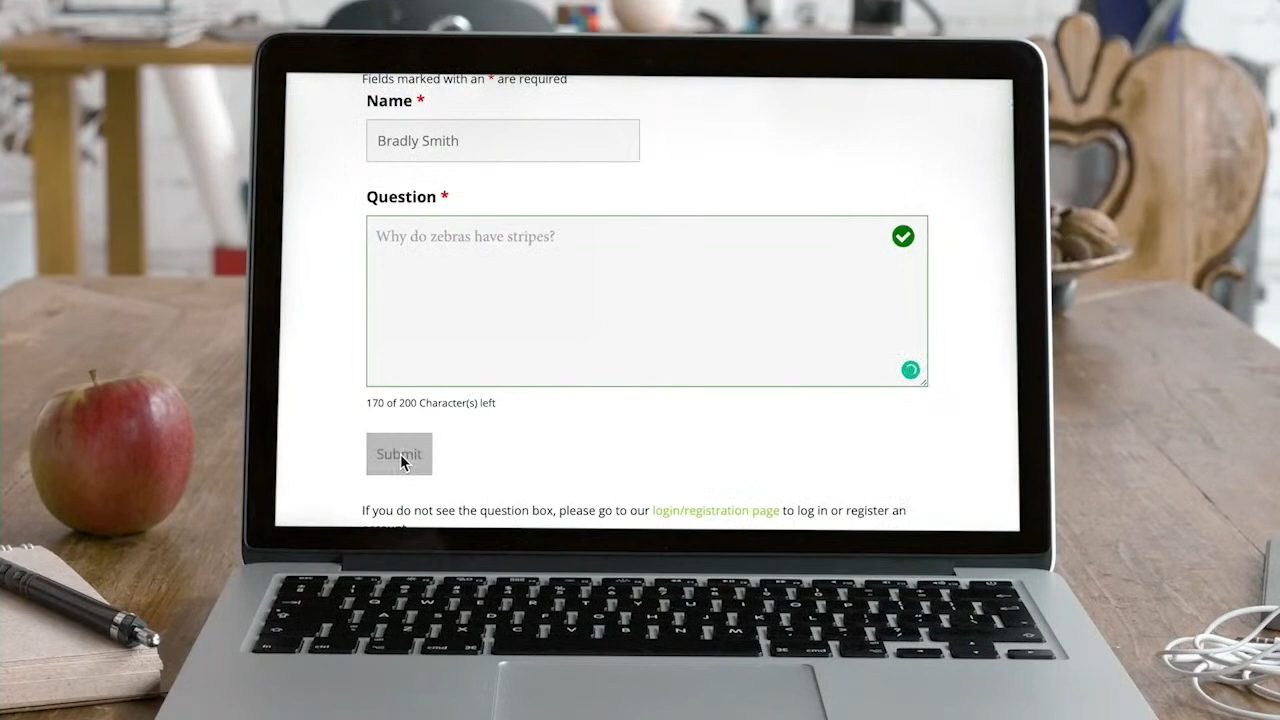 Fields marked with an * are required
Name *
Bradly Smith
Question *
Why do zebras have stripes?
170 of 200 Character(s) left
Submit
If you do not see the question box, please go to our login/registration page to log in or register an